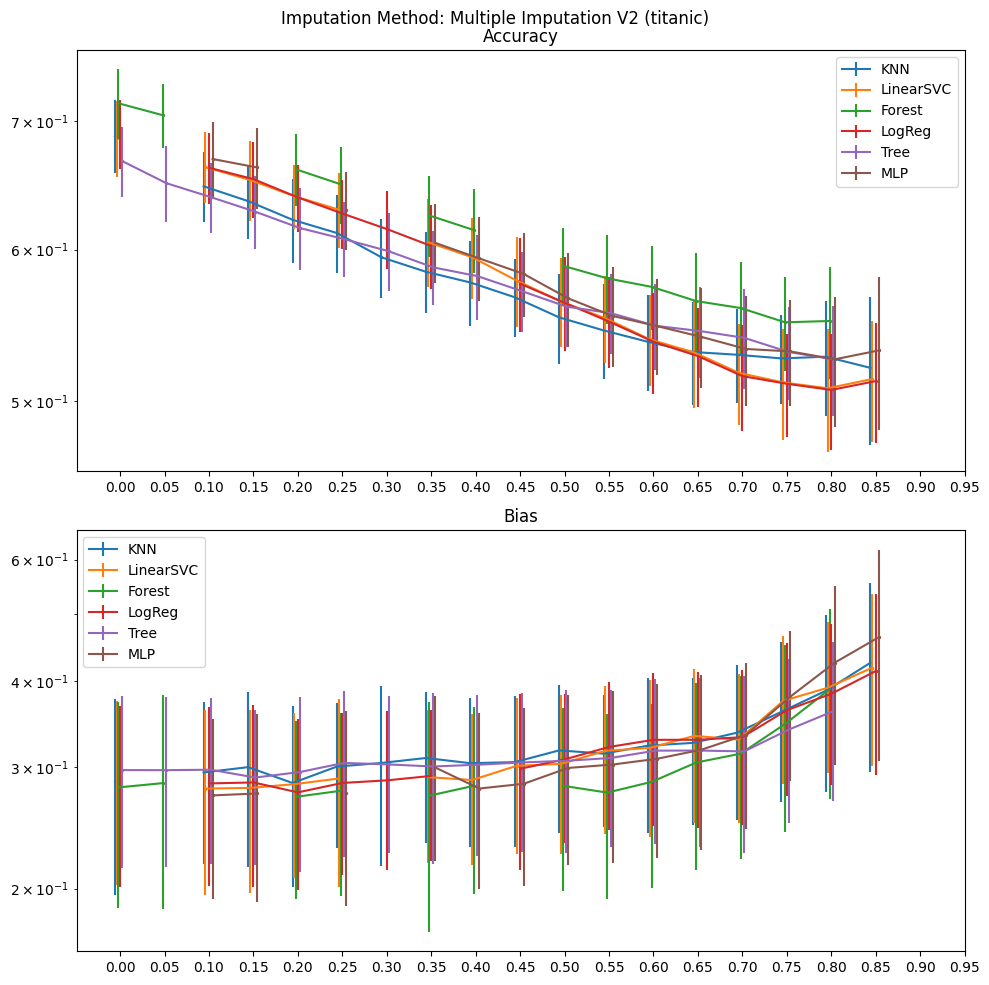 Imputation Method: Multiple Imputation V2 (titanic)
Accuracy
KNN
LinearSVC
Forest
LogReg
Tree
MLP
7 × 10⁻¹
6 × 10⁻¹
5 × 10⁻¹
0.00 0.05 0.10 0.15 0.20 0.25 0.30 0.35 0.40 0.45 0.50 0.55 0.60 0.65 0.70 0.75 0.80 0.85 0.90 0.95
Bias
KNN
LinearSVC
Forest
LogReg
Tree
MLP
6 × 10⁻¹
4 × 10⁻¹
3 × 10⁻¹
2 × 10⁻¹
0.00 0.05 0.10 0.15 0.20 0.25 0.30 0.35 0.40 0.45 0.50 0.55 0.60 0.65 0.70 0.75 0.80 0.85 0.90 0.95